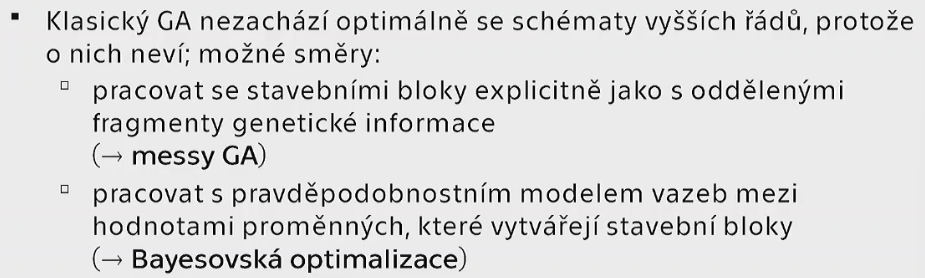 ▪ Klasický GA nezachází optimálně se schématy vyšších řádů, protože
o nich neví; možné směry:
▫ pracovat se stavebními bloky explicitně jako s oddělenými
fragmenty genetické informace
(→ messy GA)
▫ pracovat s pravděpodobnostním modelem vazeb mezi
hodnotami proměnných, které vytvářejí stavební bloky
(→ Bayesovská optimalizace)